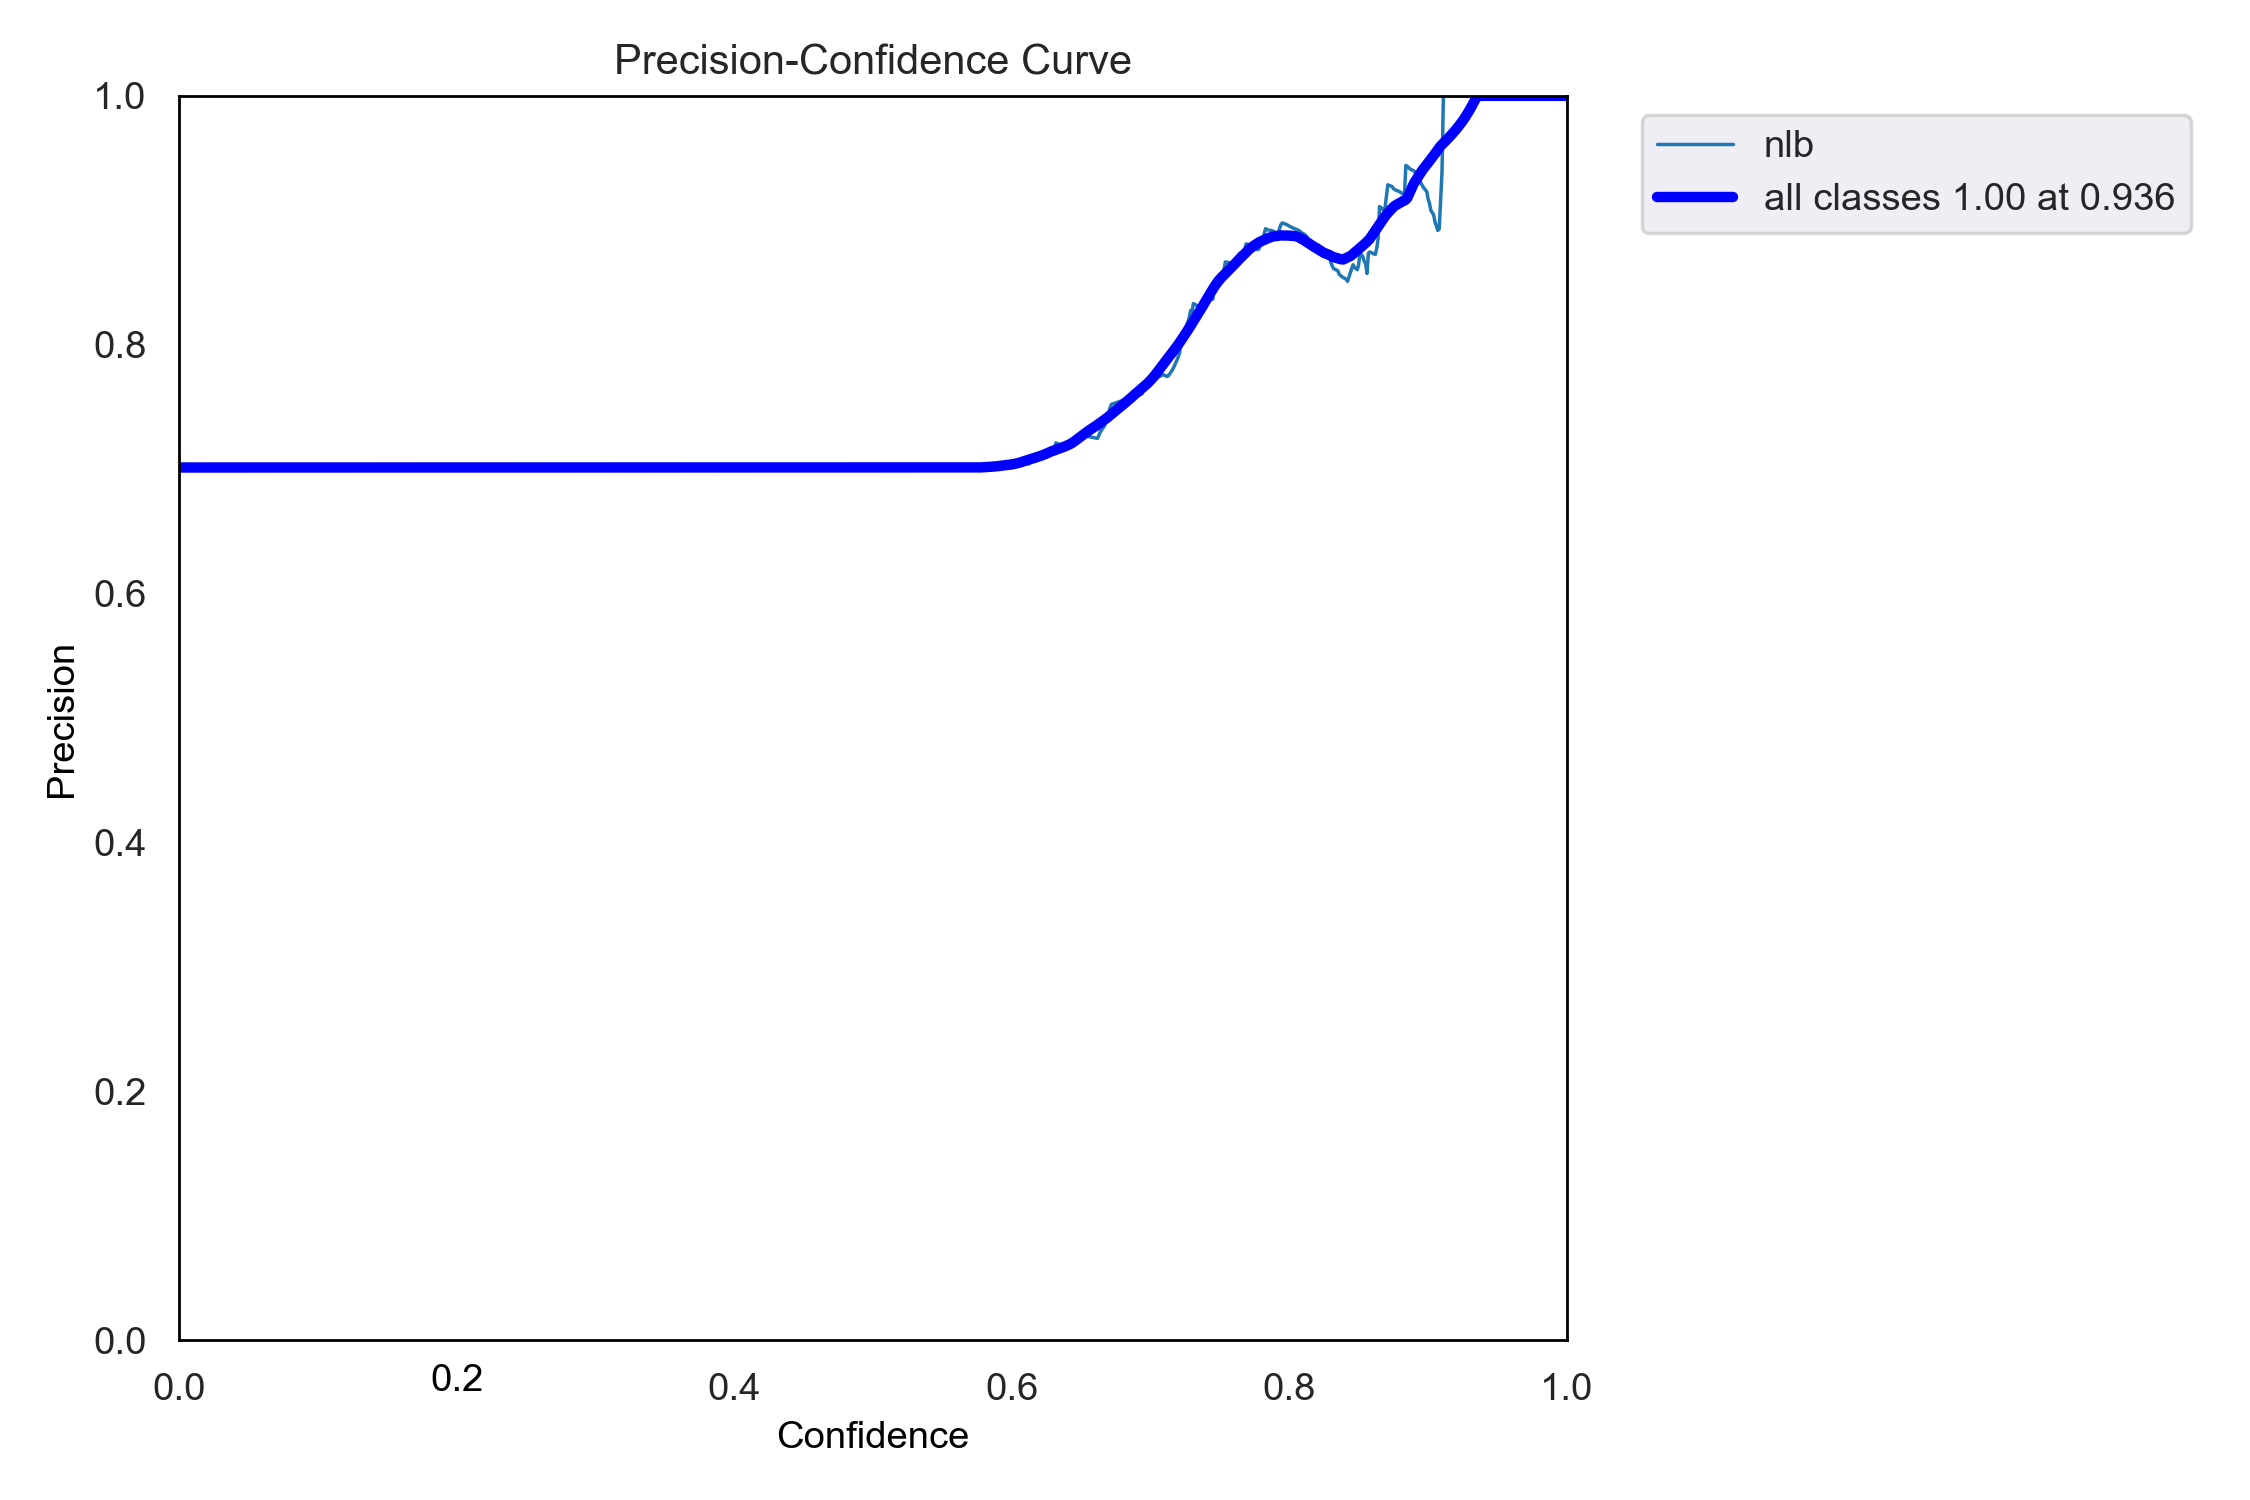 Precision-Confidence Curve
1.0
0.8
0.6
0.4
0.2
0.0
Precision
0.0 0.2 0.4 0.6 0.8 1.0
Confidence
nlb
all classes 1.00 at 0.936